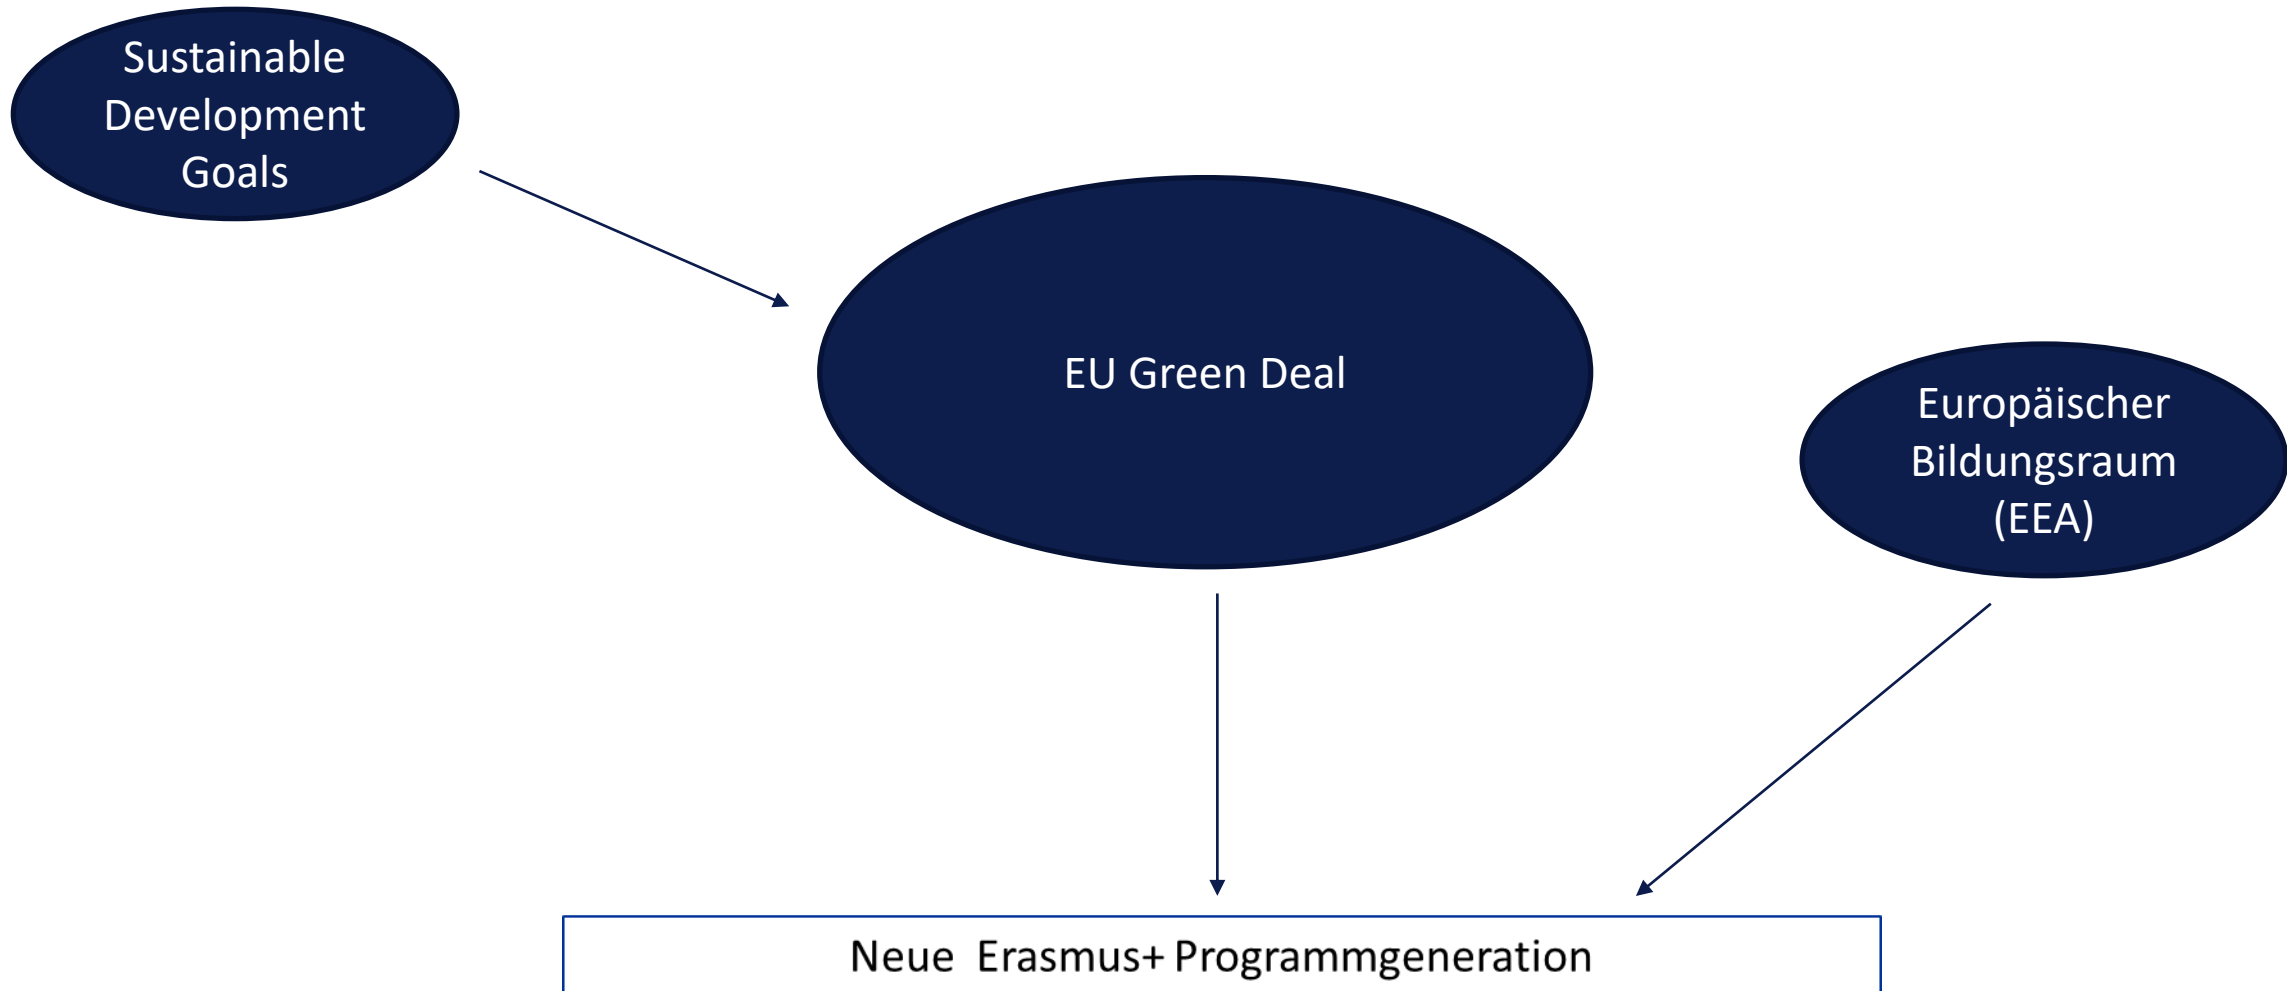 Sustainable
Development
Goals
EU Green Deal
Europäischer
Bildungsraum
(EEA)
Neue Erasmus+ Programmgeneration